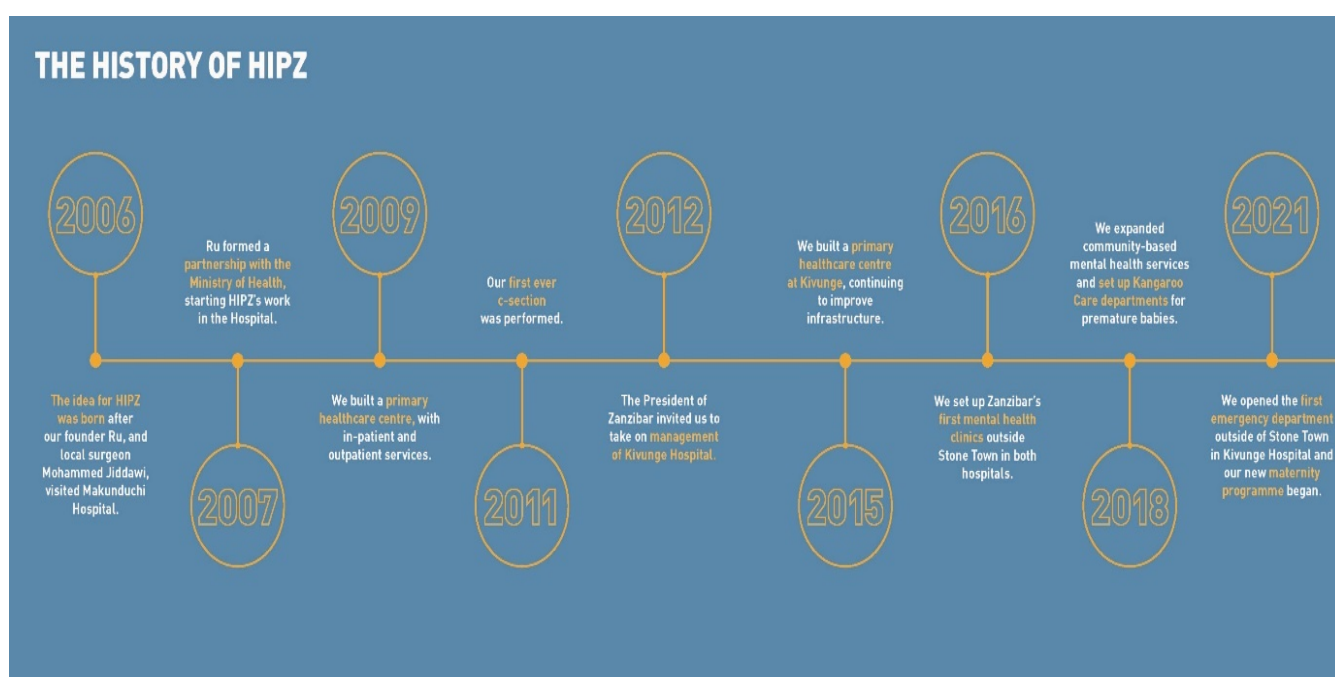 THE HISTORY OF HIPZ
2006
The idea for HIPZ
was born after
our founder Ru, and
local surgeon
Mohammed Jiddawi,
visited Makunduchi
Hospital.
Ru formed a
partnership with the
Ministry of Health,
starting HIPZ's work
in the Hospital.
2007
2009
We built a primary
healthcare centre, with
in-patient and
outpatient services.
Our first ever
c-section
was performed.
2011
2012
The President of
Zanzibar invited us to
take on management
of Kivunge Hospital.
We built a primary
healthcare centre
at Kivunge, continuing
to improve
infrastructure.
2015
2016
We set up Zanzibar's
first mental health
clinics outside
Stone Town in both
hospitals.
We expanded
community-based
mental health services
and set up Kangaroo
Care departments for
premature babies.
2018
2021
We opened the first
emergency department
outside of Stone Town
in Kivunge Hospital and
our new maternity
programme began.